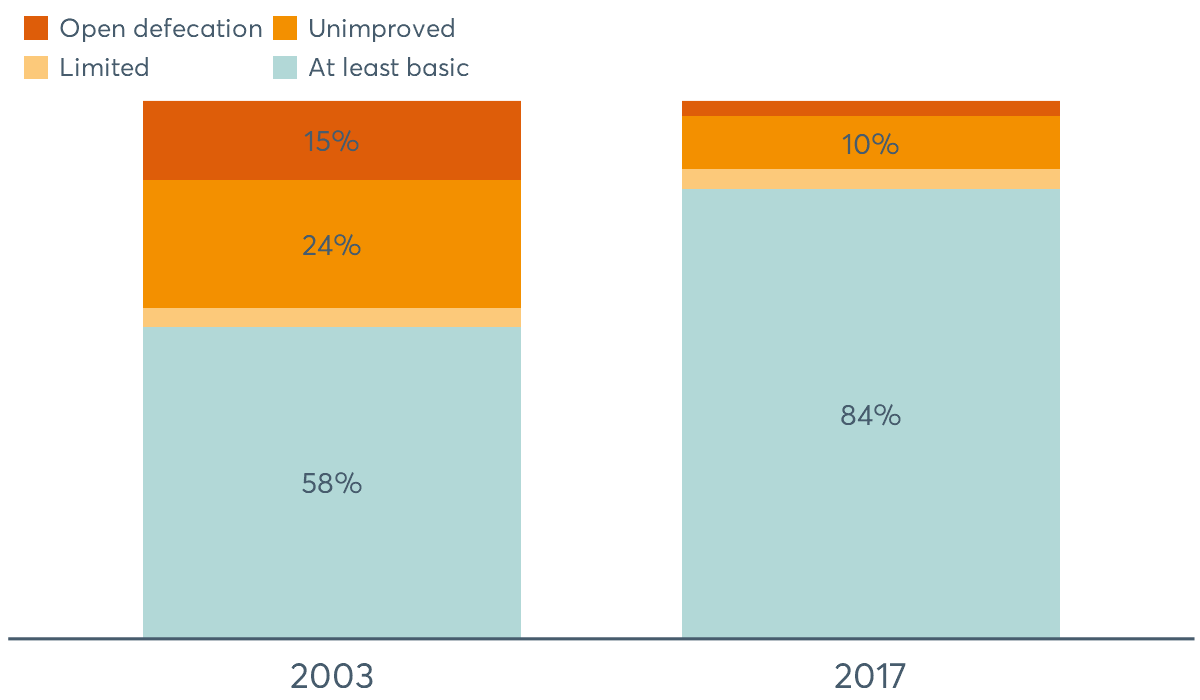 Open defecation Unimproved
Limited At least basic
15% 10%
24%
84%
58%
2003 2017